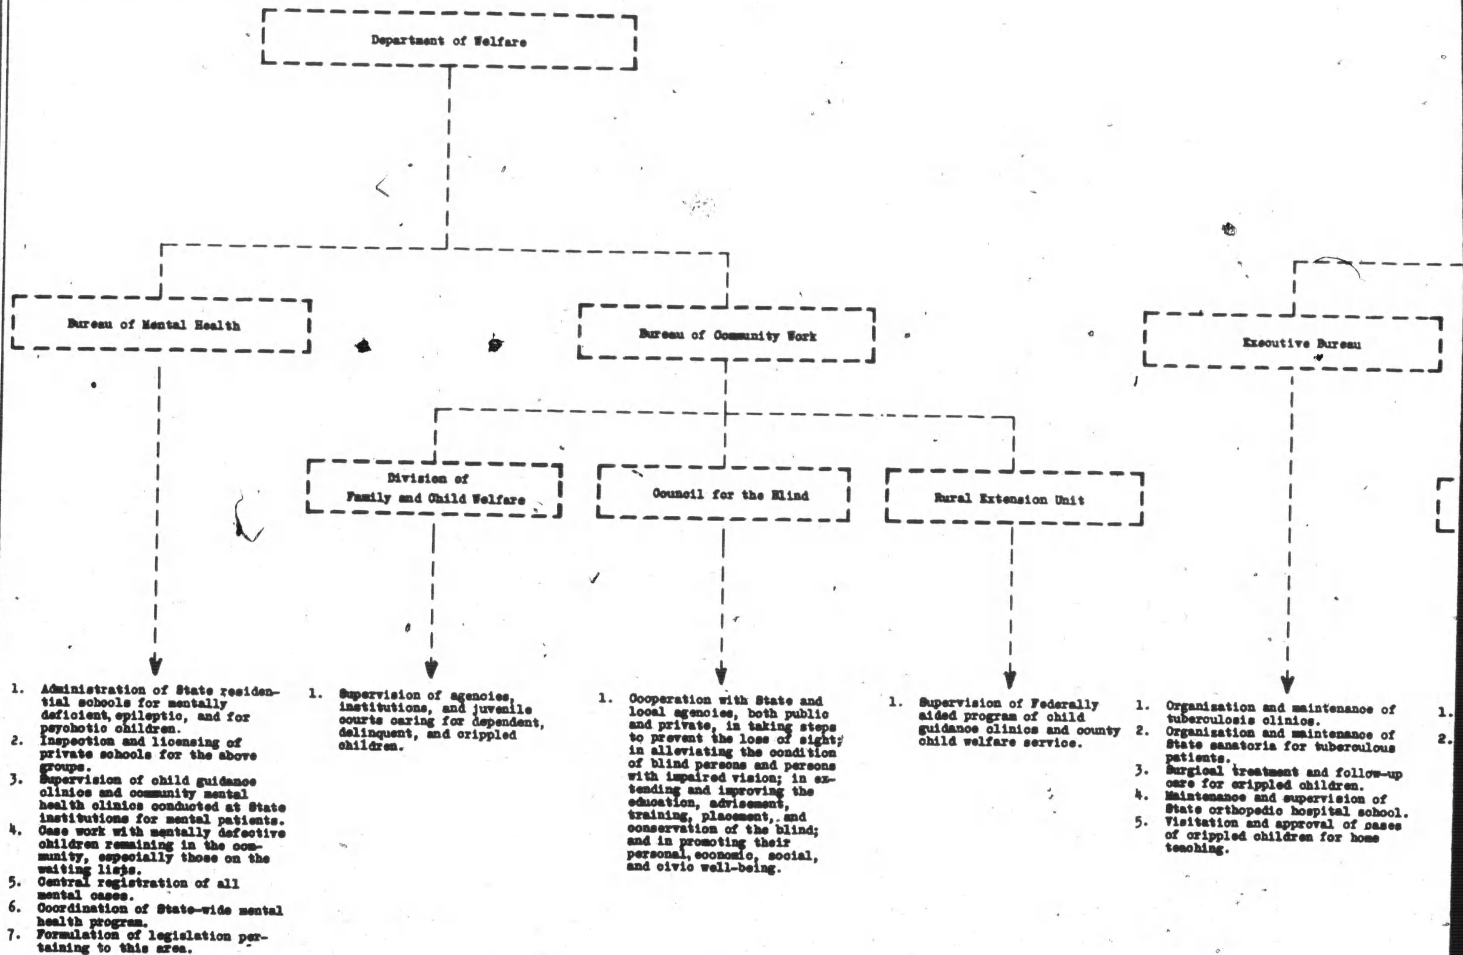 Department of Welfare
Bureau of Mental Health
Bureau of Community Work
Executive Bureau
Division of
Family and Child Welfare
Council for the Blind
Rural Extension Unit
1. Administration of State residen-
tial schools for mentally
deficient, epileptic, and for
psychotic children.
2. Inspection and licensing of
private schools for the above
groups.
3. Supervision of child guidance
clinics and community mental
health clinics conducted at State
institutions for mental patients.
4. Case work with mentally defective
children remaining in the com-
munity, especially those on the
waiting lists.
5. Central registration of all
mental cases.
6. Coordination of State-wide mental
health program.
7. Formulation of legislation per-
taining to this area.
1. Supervision of agencies,
institutions, and juvenile
courts caring for dependent,
delinquent, and crippled
children.
1. Cooperation with State and
local agencies, both public
and private, in taking steps
to prevent the loss of sight;
in alleviating the condition
of blind persons and persons
with impaired vision; in ex-
tending and improving the
education, advisement,
training, placement, and
conservation of the blind;
and in promoting their
personal, economic, social,
and civic well-being.
1. Supervision of Federally
aided program of child
guidance clinics and county
child welfare service.
1. Organization and maintenance of
tuberculosis clinics.
2. Organization and maintenance of
State sanatoria for tuberculous
patients.
3. Surgical treatment and follow-up
care for crippled children.
4. Maintenance and supervision of
State orthopedic hospital school.
5. Visitation and approval of cases
of crippled children for home
teaching.
1.
2.